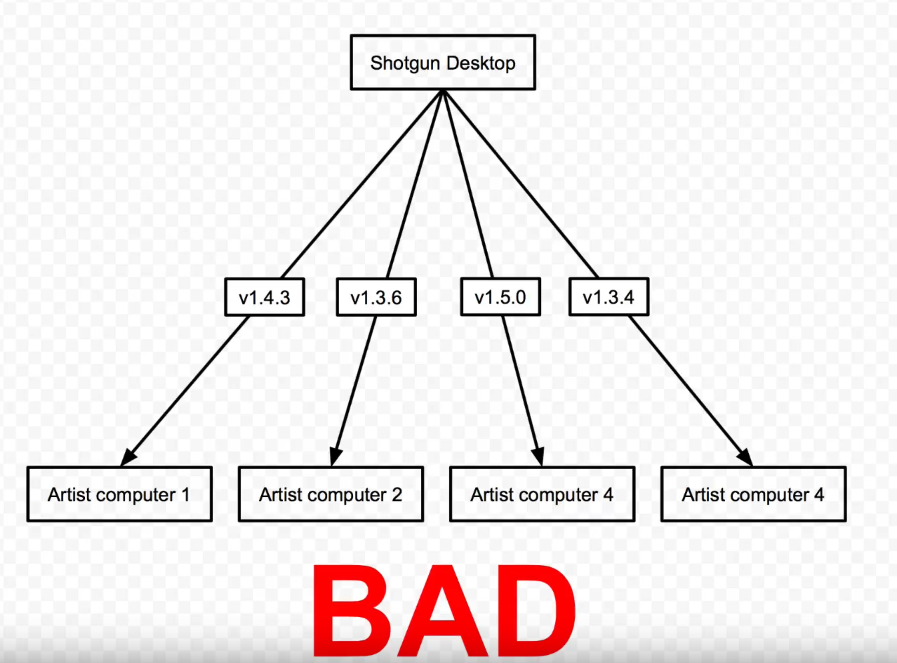 Shotgun Desktop
v1.4.3
v1.3.6
v1.5.0
v1.3.4
Artist computer 1
Artist computer 2
Artist computer 4
Artist computer 4
BAD